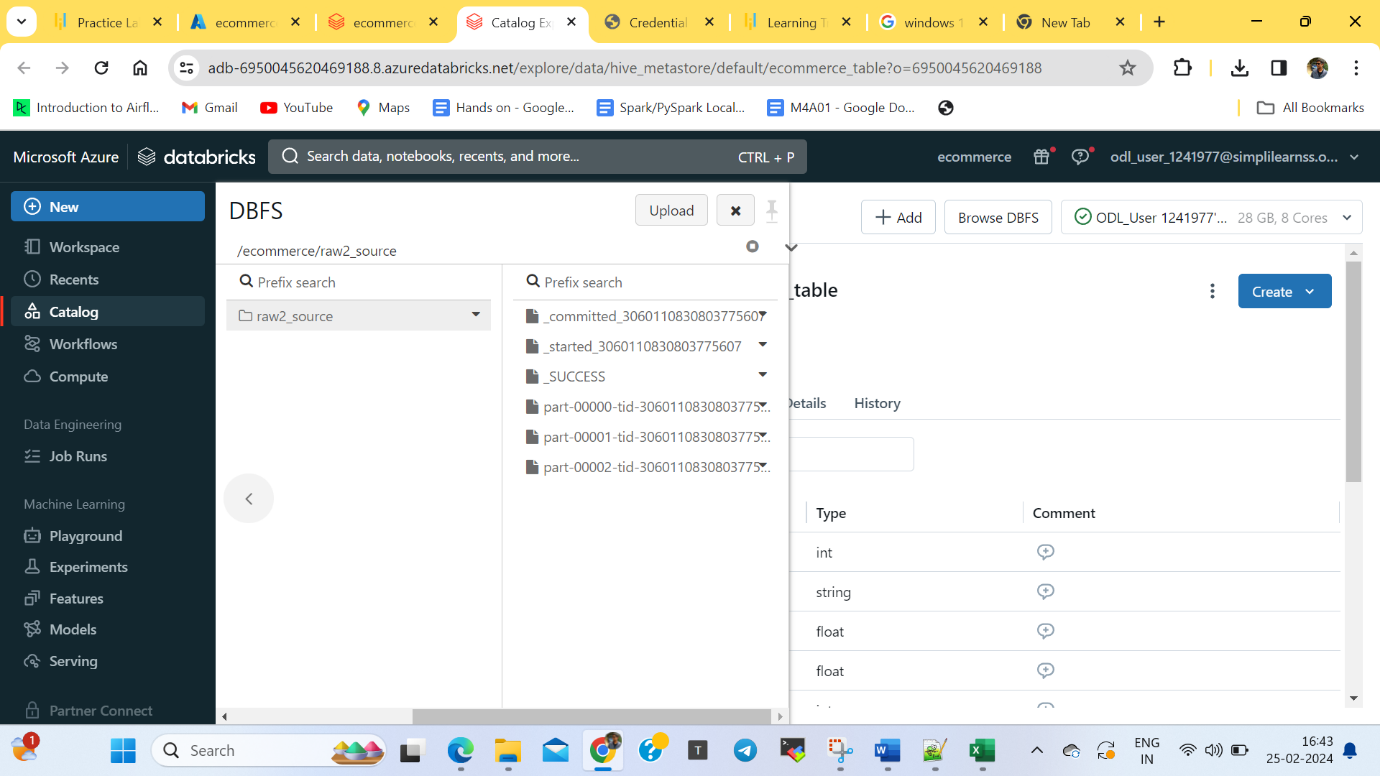 Practice La
ecommerc
ecommerc
Catalog Ex
Credential
Learning T
windows 1
New Tab
adb-6950045620469188.8.azuredatabricks.net/explore/data/hive_metastore/default/ecommerce_table?o=6950045620469188
Introduction to Airfl...
Gmail
YouTube
Maps
Hands on - Google...
Spark/PySpark Local...
M4A01 - Google Do...
All Bookmarks
Microsoft Azure
databricks
Search data, notebooks, recents, and more...
CTRL + P
ecommerce
odl_user_1241977@simplilearnss.o...
New
Workspace
Recents
Catalog
Workflows
Compute
Data Engineering
Job Runs
Machine Learning
Playground
Experiments
Features
Models
Serving
Partner Connect
DBFS
Upload
/ecommerce/raw2_source
Prefix search
raw2_source
Prefix search
_committed_3060110830803775607
_started_3060110830803775607
_SUCCESS
part-00000-tid-3060110830803775...
part-00001-tid-3060110830803775...
part-00002-tid-3060110830803775...
Add
Browse DBFS
ODL_User 1241977'... 28 GB, 8 Cores
_table
Create
Details
History
Type
Comment
int
string
float
float
1
Search
T
ENG
IN
16:43
25-02-2024